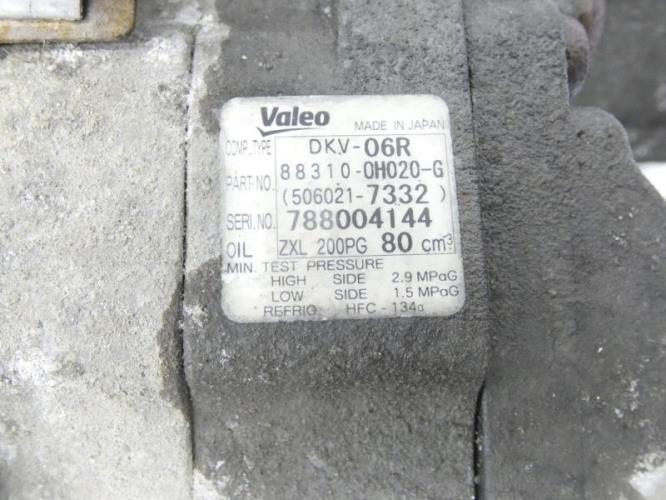 Valeo MADE IN JAPAN
COMP. TYPE DKV-06R
PART-NO. 88310-0H020-G
(506021-7332)
SERI.NO. 788004144
OIL ZXL 200PG 80 cm³
MIN. TEST PRESSURE
HIGH SIDE 2.9 MPaG
LOW SIDE 1.5 MPaG
REFRIG. HFC-134a